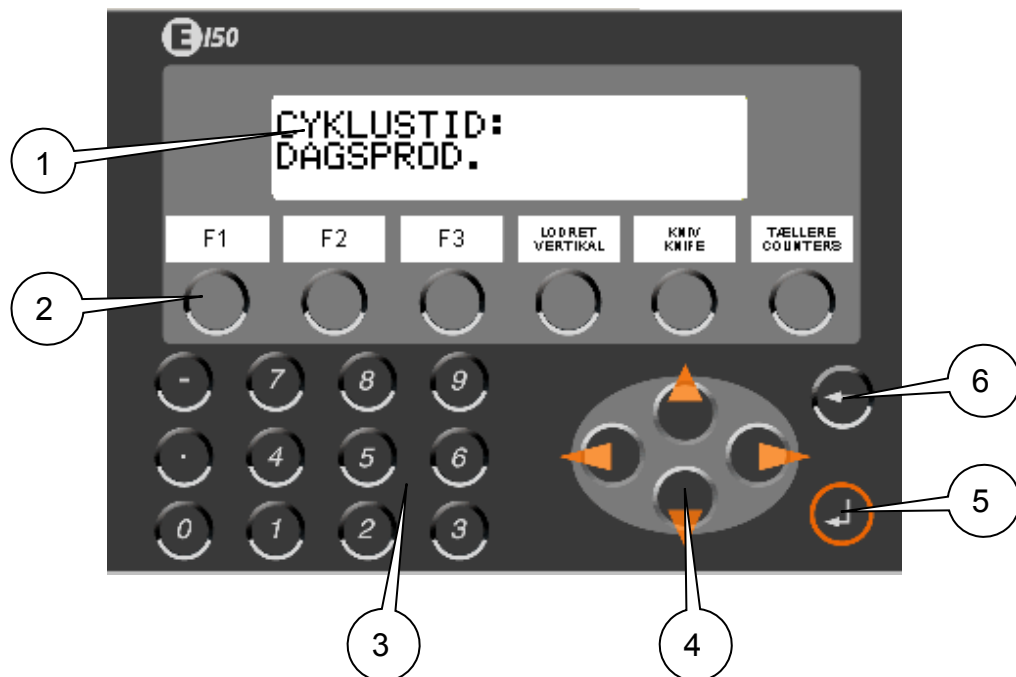 E150
CYKLUSTID:
DAGSPROD.
1
F1
F2
F3
LODRET
VERTIKAL
KNIV
KNIFE
TÆLLERE
COUNTERS
2
- 7 8 9
6
. 4 5 6
5
0 1 2 3
3
4